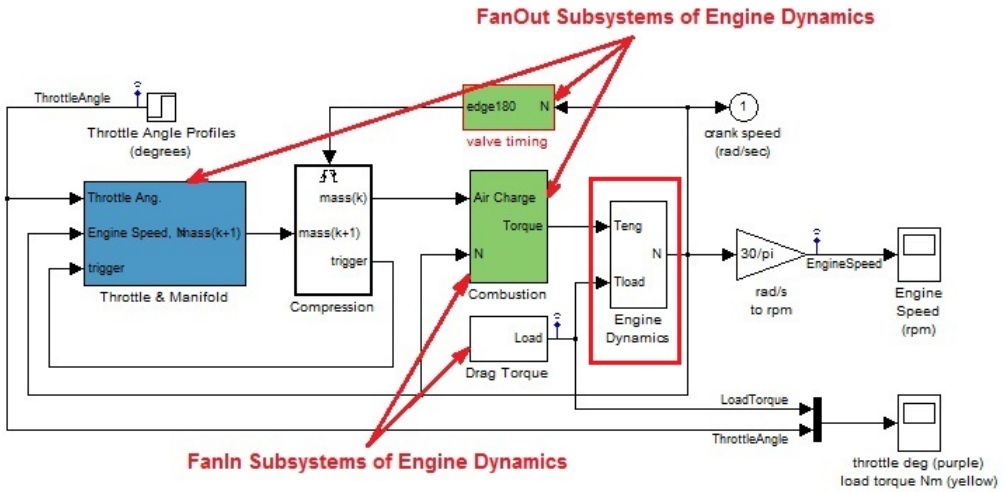 FanOut Subsystems of Engine Dynamics
ThrottleAngle
Throttle Angle Profiles
(degrees)
edge180 N
valve timing
1
crank speed
(rad/sec)
Throttle Ang.
Engine Speed, N
mass(k+1)
trigger
Throttle & Manifold
mass(k)
mass(k+1)
trigger
Compression
Air Charge
Torque
N
Combustion
Teng
N
Tload
Engine
Dynamics
30/pi
rad/s
to rpm
EngineSpeed
Engine
Speed
(rpm)
Load
Drag Torque
LoadTorque
ThrottleAngle
FanIn Subsystems of Engine Dynamics
throttle deg (purple)
load torque Nm (yellow)